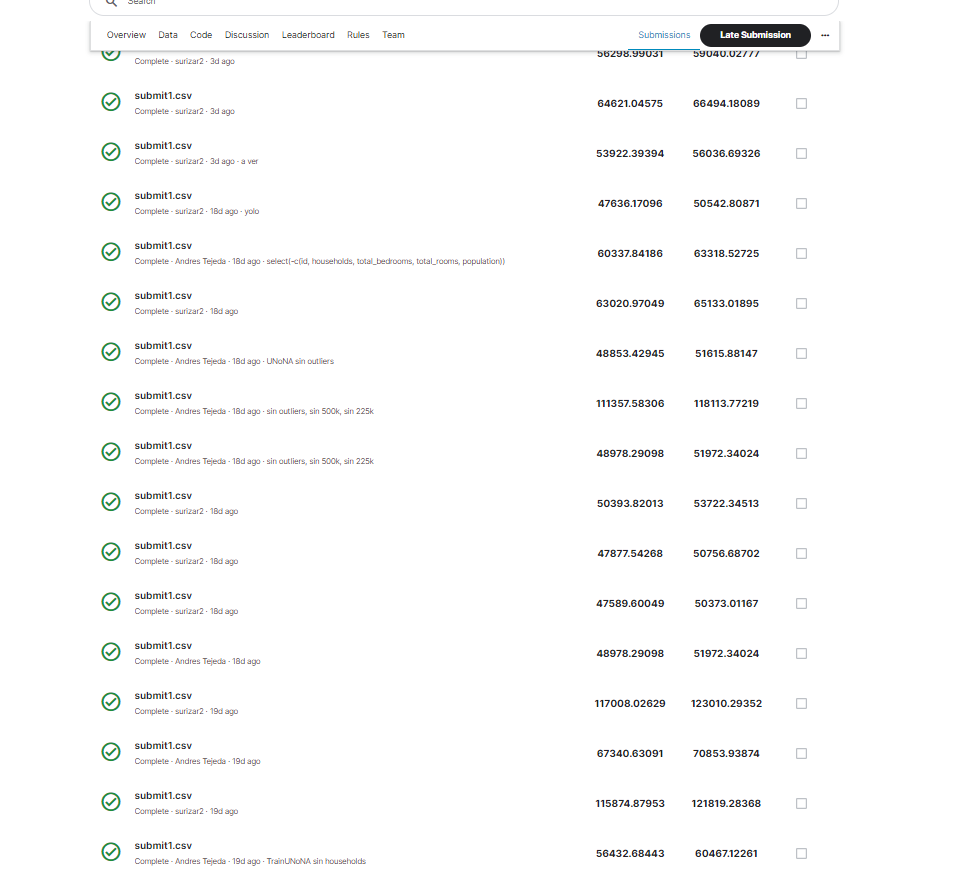 Search
Overview Data Code Discussion Leaderboard Rules Team Submissions Late Submission ...
Complete · surizar2 · 3d ago 56298.99031 59040.02777
submit1.csv
Complete · surizar2 · 3d ago 64621.04575 66494.18089
submit1.csv
Complete · surizar2 · 3d ago · a ver 53922.39394 56036.69326
submit1.csv
Complete · surizar2 · 18d ago · yolo 47636.17096 50542.80871
submit1.csv
Complete · Andres Tejeda · 18d ago · select(-c(id, households, total_bedrooms, total_rooms, population)) 60337.84186 63318.52725
submit1.csv
Complete · surizar2 · 18d ago 63020.97049 65133.01895
submit1.csv
Complete · Andres Tejeda · 18d ago · UNoNA sin outliers 48853.42945 51615.88147
submit1.csv
Complete · Andres Tejeda · 18d ago · sin outliers, sin 500k, sin 225k 111357.58306 118113.77219
submit1.csv
Complete · Andres Tejeda · 18d ago · sin outliers, sin 500k, sin 225k 48978.29098 51972.34024
submit1.csv
Complete · surizar2 · 18d ago 50393.82013 53722.34513
submit1.csv
Complete · surizar2 · 18d ago 47877.54268 50756.68702
submit1.csv
Complete · surizar2 · 18d ago 47589.60049 50373.01167
submit1.csv
Complete · Andres Tejeda · 18d ago 48978.29098 51972.34024
submit1.csv
Complete · surizar2 · 19d ago 117008.02629 123010.29352
submit1.csv
Complete · Andres Tejeda · 19d ago 67340.63091 70853.93874
submit1.csv
Complete · surizar2 · 19d ago 115874.87953 121819.28368
submit1.csv
Complete · Andres Tejeda · 19d ago · TrainUNoNA sin households 56432.68443 60467.12261